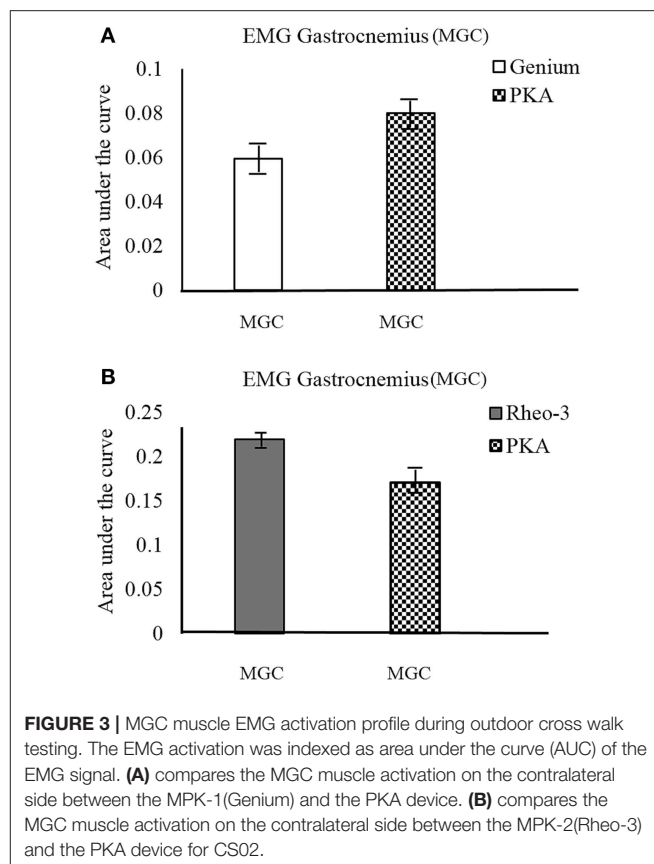 A
EMG Gastrocnemius(MGC)
Genium
PKA
Area under the curve
0.1
0.08
0.06
0.04
0.02
0
MGC
MGC
B
EMG Gastrocnemius(MGC)
Rheo-3
PKA
Area under the curve
0.25
0.2
0.15
0.1
0.05
0
MGC
MGC
FIGURE 3 | MGC muscle EMG activation profile during outdoor cross walk
testing. The EMG activation was indexed as area under the curve (AUC) of the
EMG signal. (A) compares the MGC muscle activation on the contralateral
side between the MPK-1(Genium) and the PKA device. (B) compares the
MGC muscle activation on the contralateral side between the MPK-2(Rheo-3)
and the PKA device for CS02.